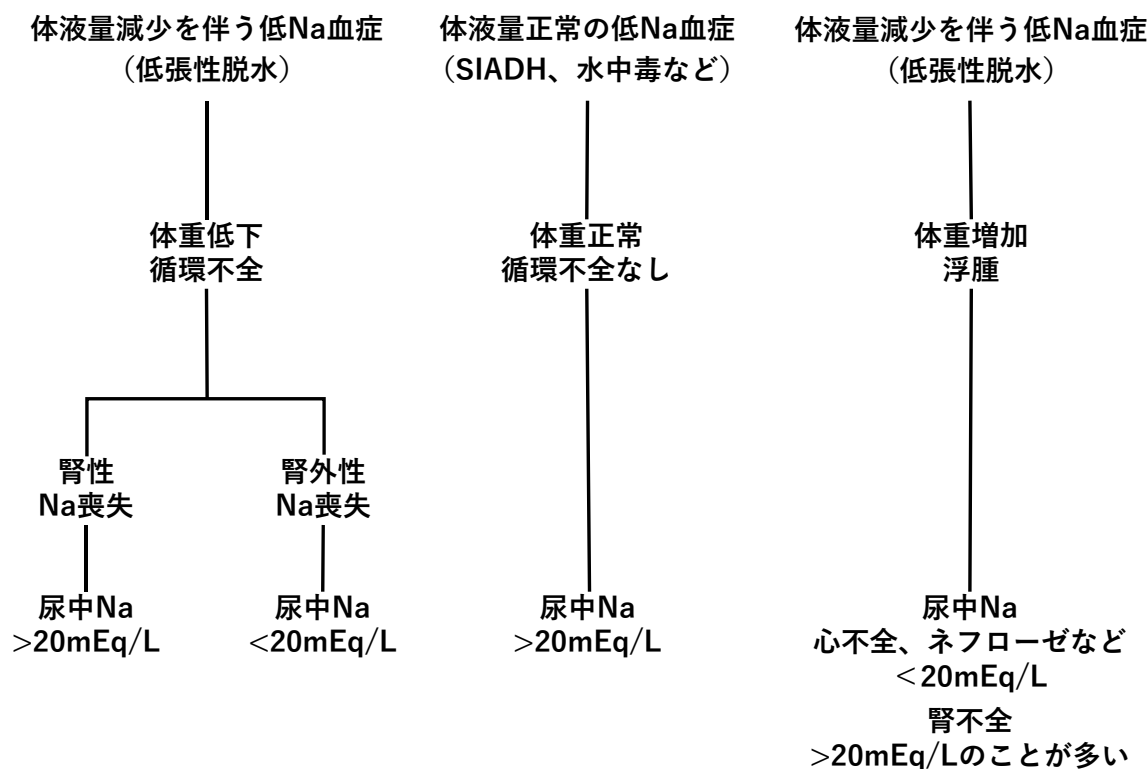 体液量減少を伴う低Na血症
（低張性脱水）
体重低下
循環不全
腎性
Na喪失
尿中Na
>20mEq/L
腎外性
Na喪失
尿中Na
<20mEq/L
体液量正常の低Na血症
（SIADH、水中毒など）
体重正常
循環不全なし
尿中Na
>20mEq/L
体液量減少を伴う低Na血症
（低張性脱水）
体重増加
浮腫
尿中Na
心不全、ネフローゼなど
＜20mEq/L
腎不全
>20mEq/Lのことが多い